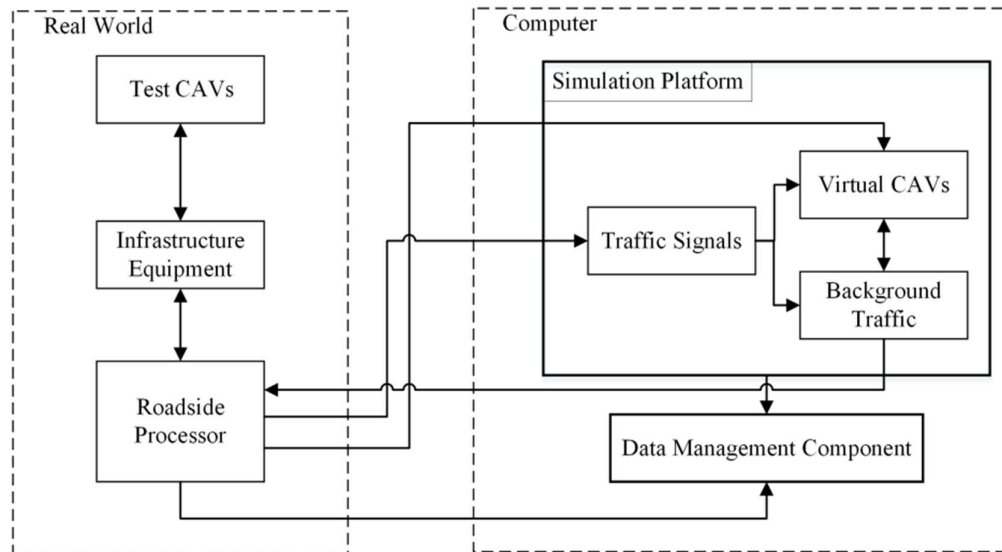 Real World
Test CAVs
Infrastructure
Equipment
Roadside
Processor
Computer
Simulation Platform
Virtual CAVs
Traffic Signals
Background
Traffic
Data Management Component